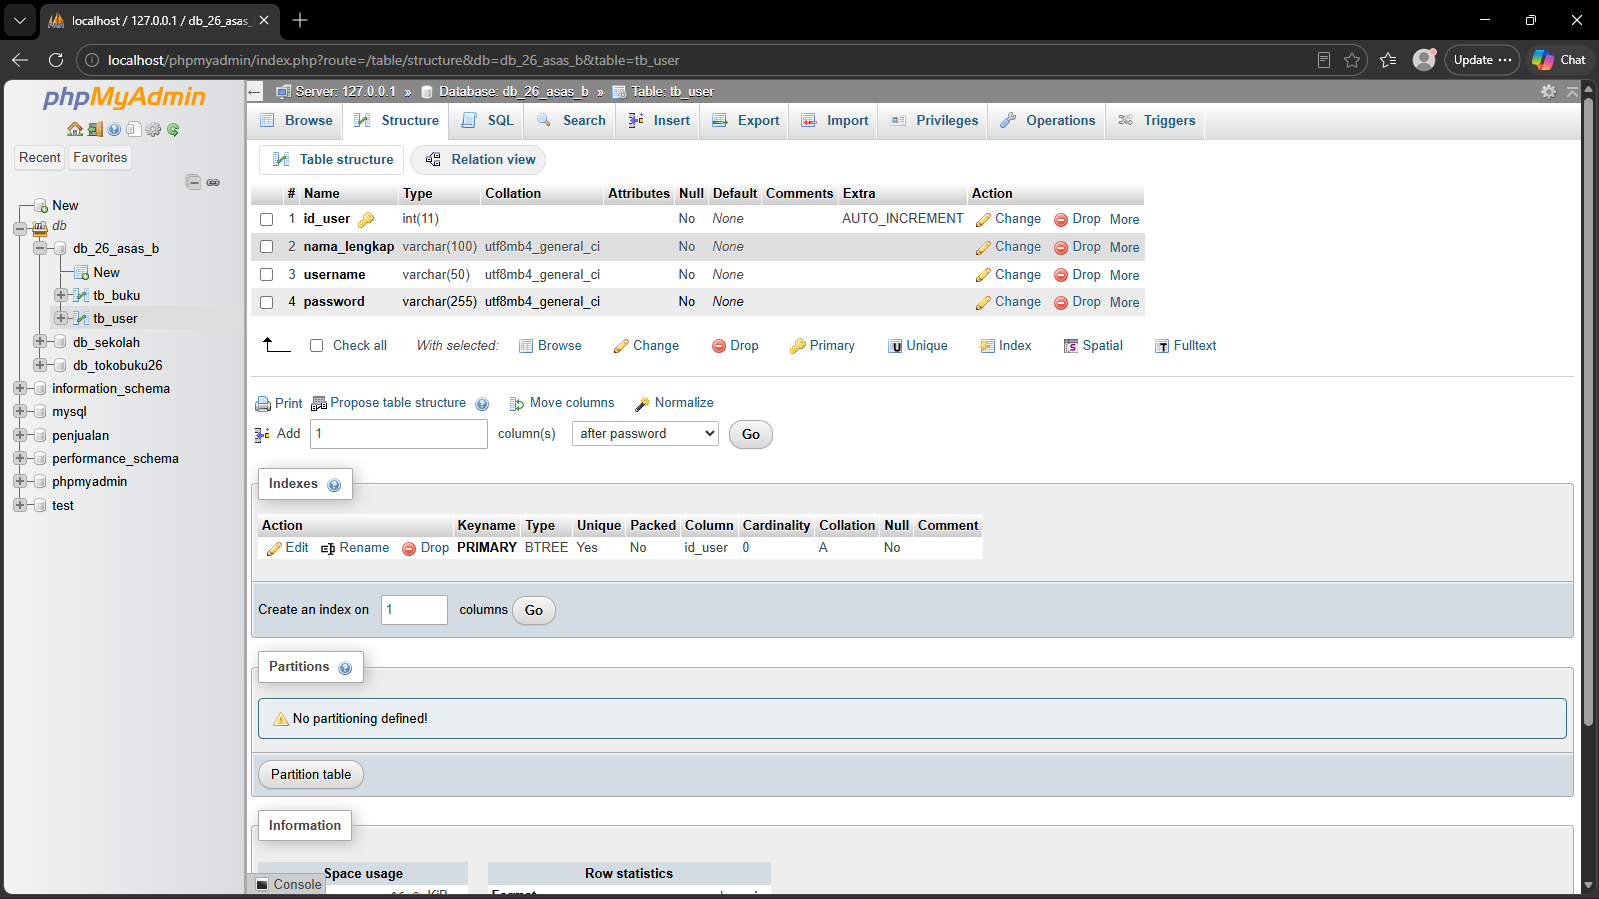 localhost / 127.0.0.1 / db_26_asas_
localhost/phpmyadmin/index.php?route=/table/structure&db=db_26_asas_b&table=tb_user
Update
Chat
phpMyAdmin
Recent Favorites
New
db
db_26_asas_b
New
tb_buku
tb_user
db_sekolah
db_tokobuku26
information_schema
mysql
penjualan
performance_schema
phpmyadmin
test
Server: 127.0.0.1 » Database: db_26_asas_b » Table: tb_user
Browse Structure SQL Search Insert Export Import Privileges Operations Triggers
Table structure Relation view
# Name Type Collation Attributes Null Default Comments Extra Action
1 id_user int(11) No None AUTO_INCREMENT Change Drop More
2 nama_lengkap varchar(100) utf8mb4_general_ci No None Change Drop More
3 username varchar(50) utf8mb4_general_ci No None Change Drop More
4 password varchar(255) utf8mb4_general_ci No None Change Drop More
Check all With selected: Browse Change Drop Primary Unique Index Spatial Fulltext
Print Propose table structure Move columns Normalize
Add 1 column(s) after password Go
Indexes
Action Keyname Type Unique Packed Column Cardinality Collation Null Comment
Edit Rename Drop PRIMARY BTREE Yes No id_user 0 A No
Create an index on 1 columns Go
Partitions
No partitioning defined!
Partition table
Information
Space usage Row statistics
Console